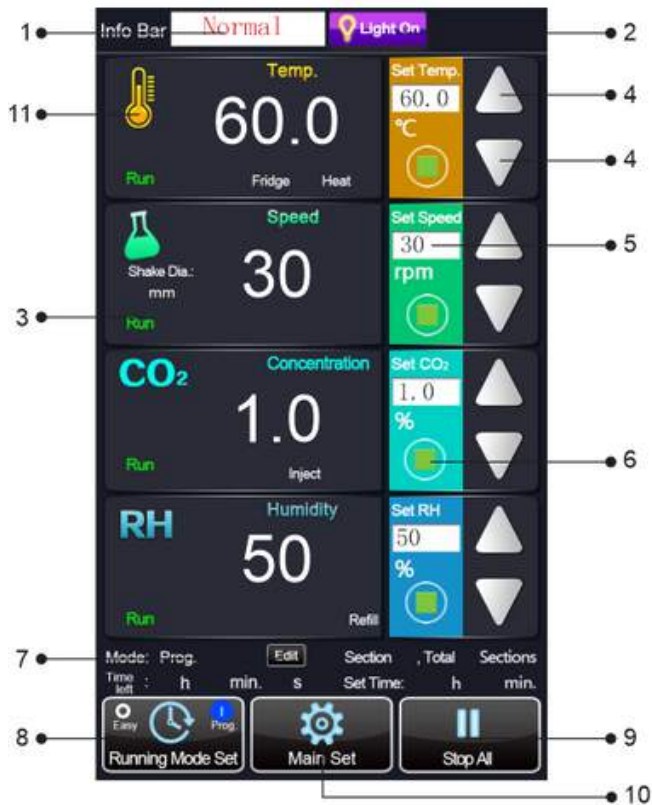 1 Info Bar Normal Light On 2
Temp. Set Temp.
60.0 60.0 4
11 °C
4
Run Fridge Heat
Speed Set Speed
30 30 5
Shake Dia.: rpm
mm
3 Run
CO₂ Concentration Set CO₂
1.0 1.0
%
6
Run Inject
RH Humidity Set RH
50 50
%
Run Refill
7 Mode: Prog. Edit Section , Total Sections
Time left : h min. s Set Time: h min.
Easy Prog.
8 Running Mode Set Main Set Stop All 9
10